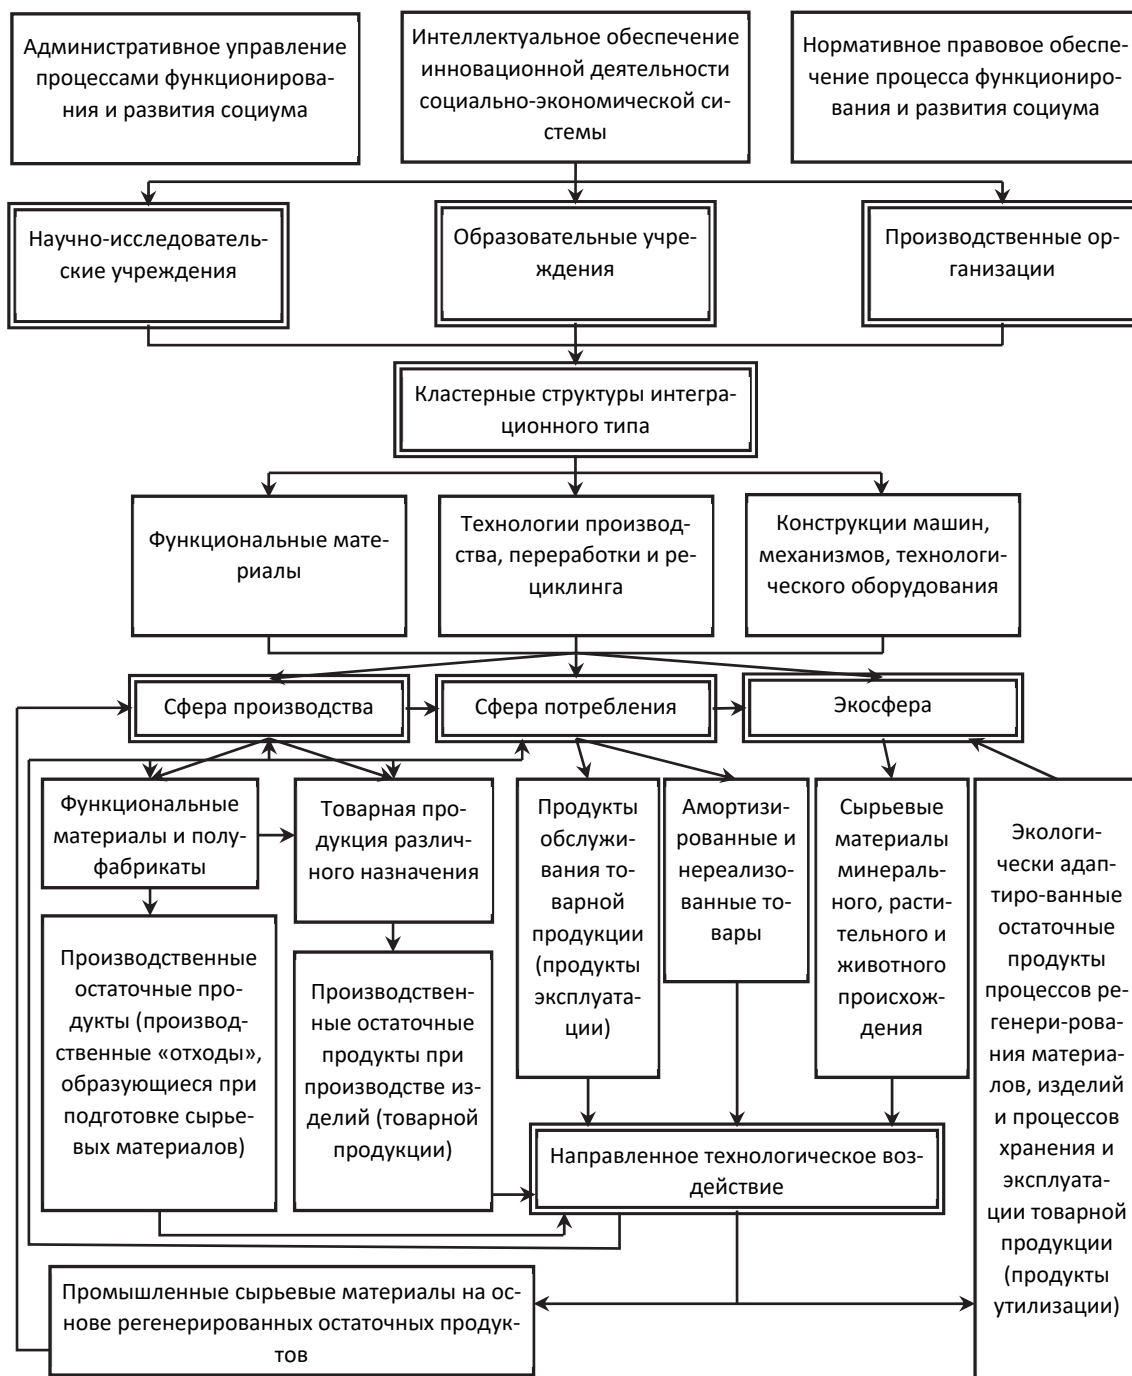 Административное управление
процессами функционирова-
ния и развития социума
Интеллектуальное обеспечение
инновационной деятельности
социально-экономической си-
стемы
Нормативное правовое обеспе-
чение процесса функциониро-
вания и развития социума
Научно-исследователь-
ские учреждения
Образовательные учре-
ждения
Производственные ор-
ганизации
Кластерные структуры интегра-
ционного типа
Функциональные мате-
риалы
Технологии производ-
ства, переработки и ре-
циклинга
Конструкции машин,
механизмов, технологи-
ческого оборудования
Сфера производства
Сфера потребления
Экосфера
Функциональные
материалы и полу-
фабрикаты
Товарная про-
дукция различ-
ного назначения
Продукты
обслужи-
вания то-
варной
продукции
(продукты
эксплуата-
ции)
Амортизи-
рованные и
нереализо-
ванные то-
вары
Сырьевые
материалы
минераль-
ного, расти-
тельного и
животного
происхож-
дения
Экологи-
чески адап-
тиро-ванные
остаточные
продукты
процессов ре-
генери-рова-
ния материа-
лов, изделий
и процессов
хранения и
эксплуата-
ции товарной
продукции
(продукты
утилизации)
Производственные
остаточные про-
дукты (производ-
ственные «отходы»,
образующиеся при
подготовке сырье-
вых материалов)
Производствен-
ные остаточные
продукты при
производстве из-
делий (товарной
продукции)
Направленное технологическое воз-
действие
Промышленные сырьевые материалы на ос-
нове регенерированных остаточных продук-
тов